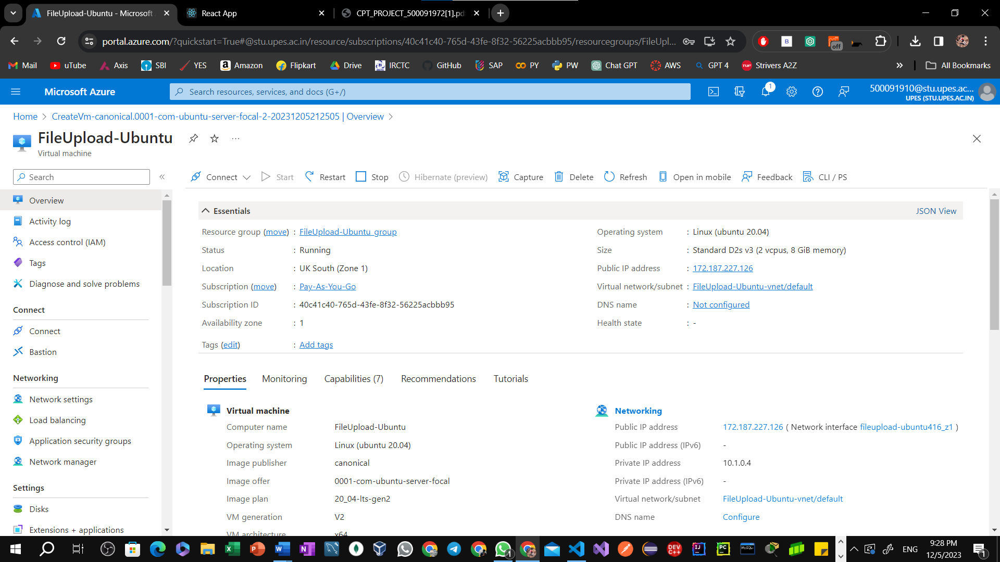 FileUpload-Ubuntu - Microsoft
React App
CPT_PROJECT_500091972[1].pd
portal.azure.com/?quickstart=True#@stu.upes.ac.in/resource/subscriptions/40c41c40-765d-43fe-8f32-56225acbbb95/resourcegroups/FileUpl...
B
off
Mail
uTube
Axis
SBI
YES
Amazon
Flipkart
Drive
IRCTC
GitHub
SAP
PY
PW
Chat GPT
AWS
GPT 4
TUF Strivers A2Z
All Bookmarks
Microsoft Azure
Search resources, services, and docs (G+/)
1
500091910@stu.upes.ac...
UPES (STU.UPES.AC.IN)
Home > CreateVm-canonical.0001-com-ubuntu-server-focal-2-20231205212505 | Overview >
FileUpload-Ubuntu
Virtual machine
Search
Connect
Start
Restart
Stop
Hibernate (preview)
Capture
Delete
Refresh
Open in mobile
Feedback
CLI / PS
Overview
Activity log
Access control (IAM)
Tags
Diagnose and solve problems
Connect
Connect
Bastion
Networking
Network settings
Load balancing
Application security groups
Network manager
Settings
Disks
Extensions + applications
Essentials
JSON View
Resource group (move) : FileUpload-Ubuntu_group
Status : Running
Location : UK South (Zone 1)
Subscription (move) : Pay-As-You-Go
Subscription ID : 40c41c40-765d-43fe-8f32-56225acbbb95
Availability zone : 1
Tags (edit) : Add tags
Operating system : Linux (ubuntu 20.04)
Size : Standard D2s v3 (2 vcpus, 8 GiB memory)
Public IP address : 172.187.227.126
Virtual network/subnet : FileUpload-Ubuntu-vnet/default
DNS name : Not configured
Health state : -
Properties
Monitoring
Capabilities (7)
Recommendations
Tutorials
Virtual machine
Computer name FileUpload-Ubuntu
Operating system Linux (ubuntu 20.04)
Image publisher canonical
Image offer 0001-com-ubuntu-server-focal
Image plan 20_04-lts-gen2
VM generation V2
VM architecture x64
Networking
Public IP address 172.187.227.126 ( Network interface fileupload-ubuntu416_z1 )
Public IP address (IPv6) -
Private IP address 10.1.0.4
Private IP address (IPv6) -
Virtual network/subnet FileUpload-Ubuntu-vnet/default
DNS name Configure
1
DEV C++
IJ
PC
MySQL
ENG
9:28 PM
12/5/2023
1